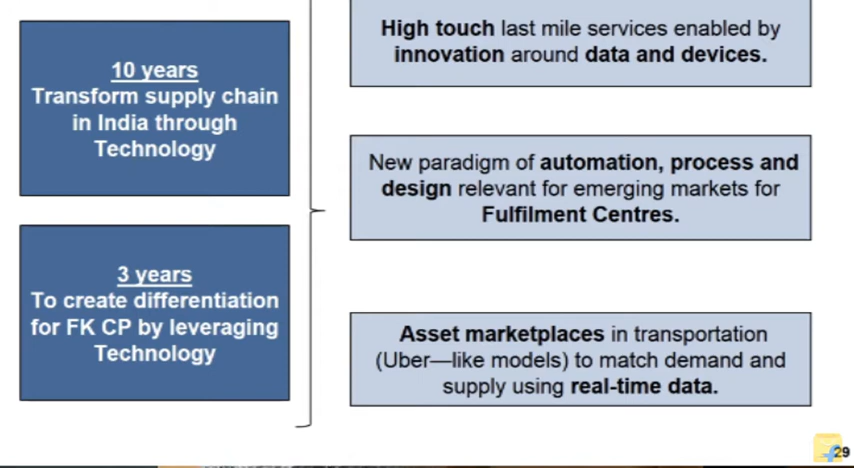 10 years
Transform supply chain
in India through
Technology
3 years
To create differentiation
for FK CP by leveraging
Technology
High touch last mile services enabled by
innovation around data and devices.
New paradigm of automation, process and
design relevant for emerging markets for
Fulfilment Centres.
Asset marketplaces in transportation
(Uber—like models) to match demand and
supply using real-time data.
29